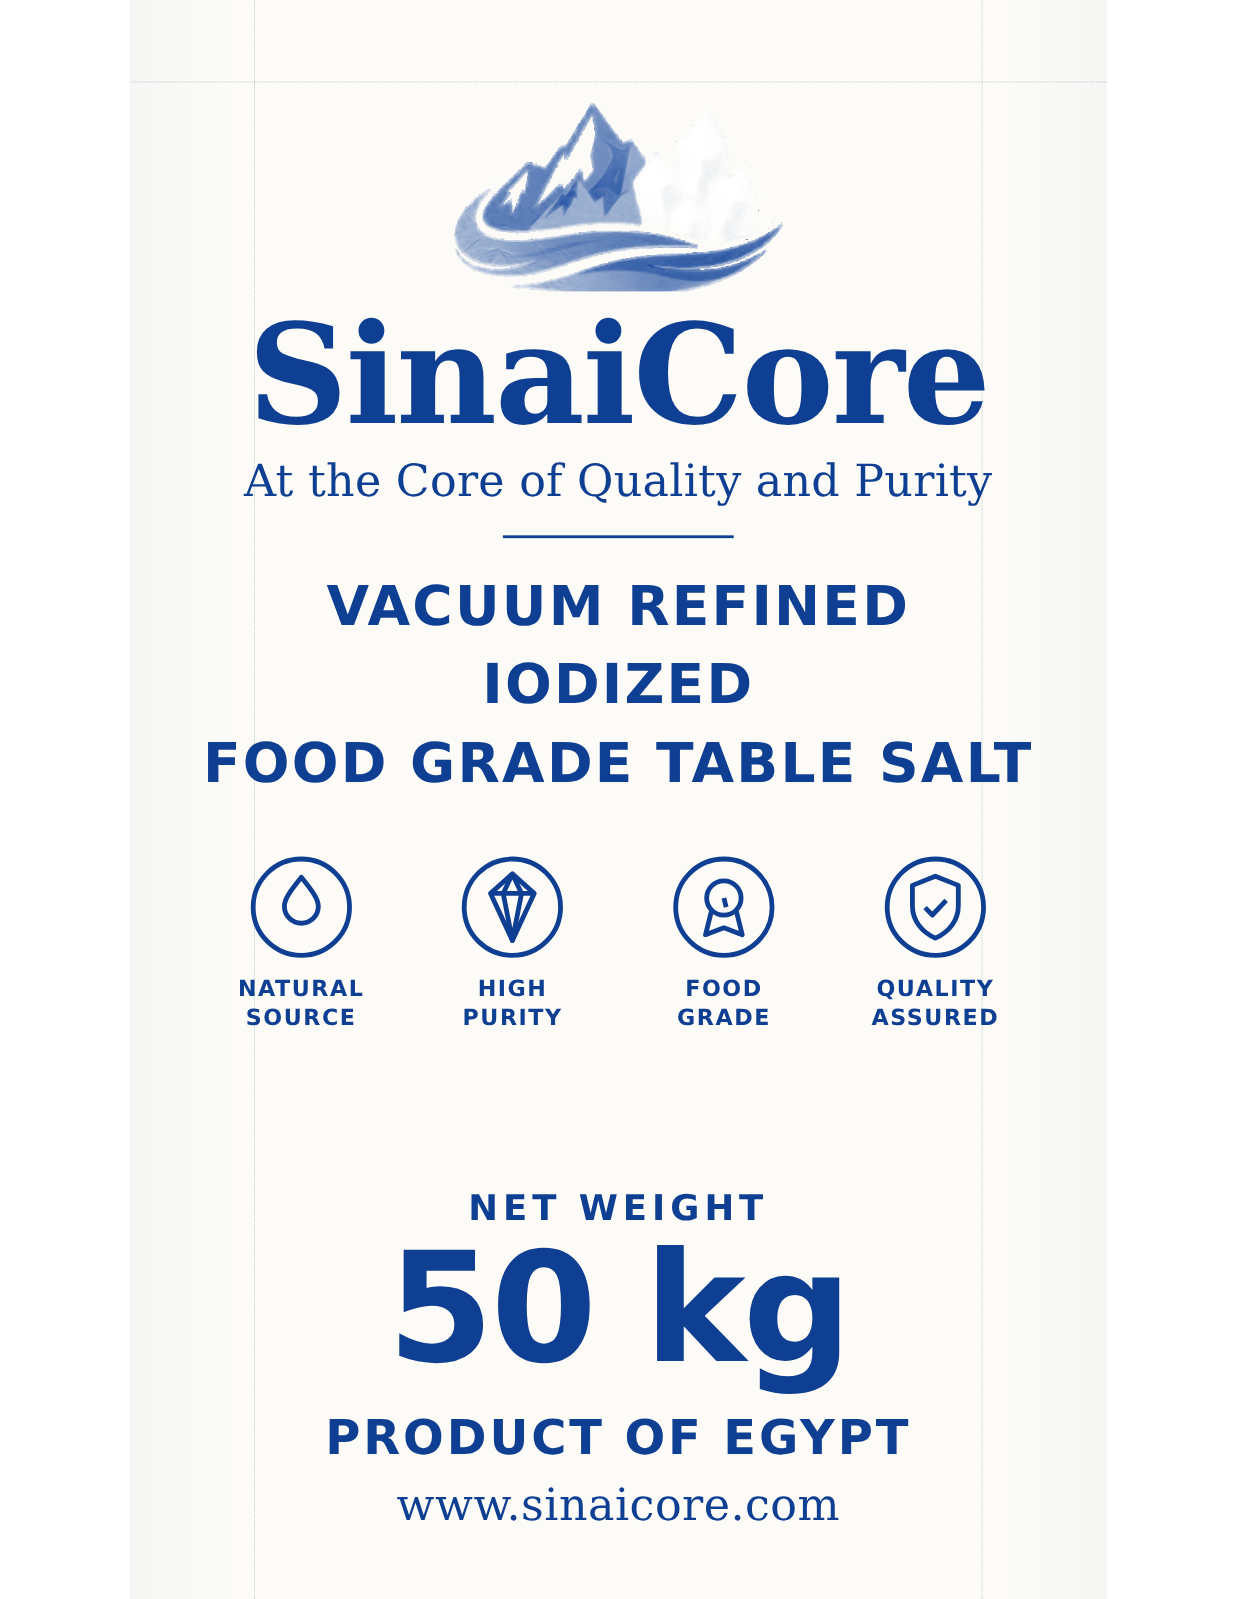 SinaiCore
At the Core of Quality and Purity
VACUUM REFINED
IODIZED
FOOD GRADE TABLE SALT
NATURAL
SOURCE
HIGH
PURITY
FOOD
GRADE
QUALITY
ASSURED
NET WEIGHT
50 kg
PRODUCT OF EGYPT
www.sinaicore.com